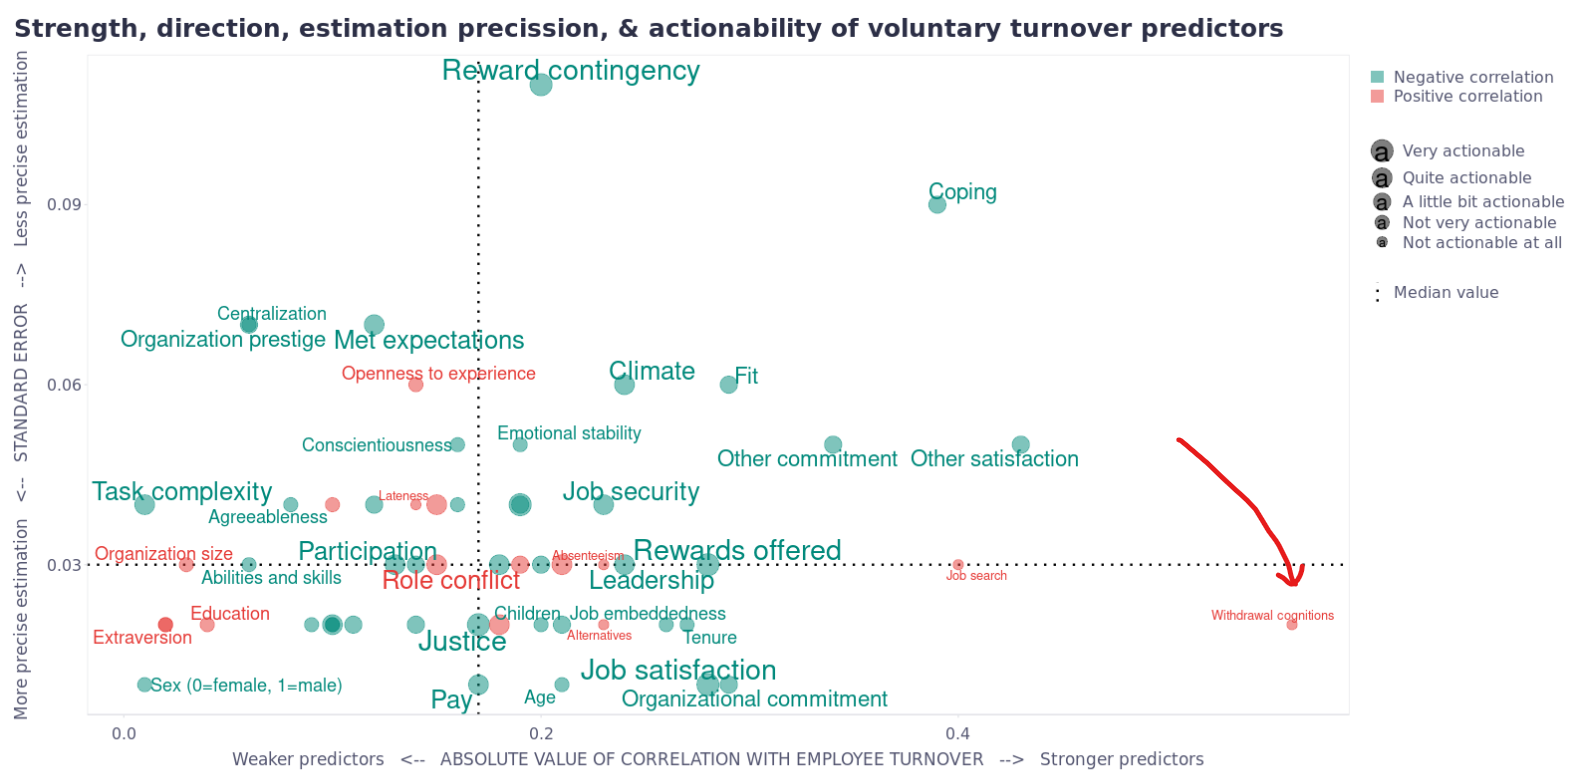 Strength, direction, estimation precission, & actionability of voluntary turnover predictors
More precise estimation <-- STANDARD ERROR --> Less precise estimation
Reward contingency
Negative correlation
Positive correlation
a Very actionable
a Quite actionable
a A little bit actionable
a Not very actionable
a Not actionable at all
Median value
Coping
0.09
Centralization
Organization prestige
Met expectations
Openness to experience
Climate
Fit
0.06
Emotional stability
Conscientiousness
Other commitment
Other satisfaction
Task complexity
Lateness
Job security
Agreeableness
Organization size
Participation
Absenteeism
Rewards offered
0.03
Abilities and skills
Role conflict
Leadership
Job search
Education
Children
Job embeddedness
Withdrawal cognitions
Extraversion
Justice
Alternatives
Tenure
Sex (0=female, 1=male)
Job satisfaction
Pay
Age
Organizational commitment
0.0
0.2
0.4
Weaker predictors <-- ABSOLUTE VALUE OF CORRELATION WITH EMPLOYEE TURNOVER --> Stronger predictors